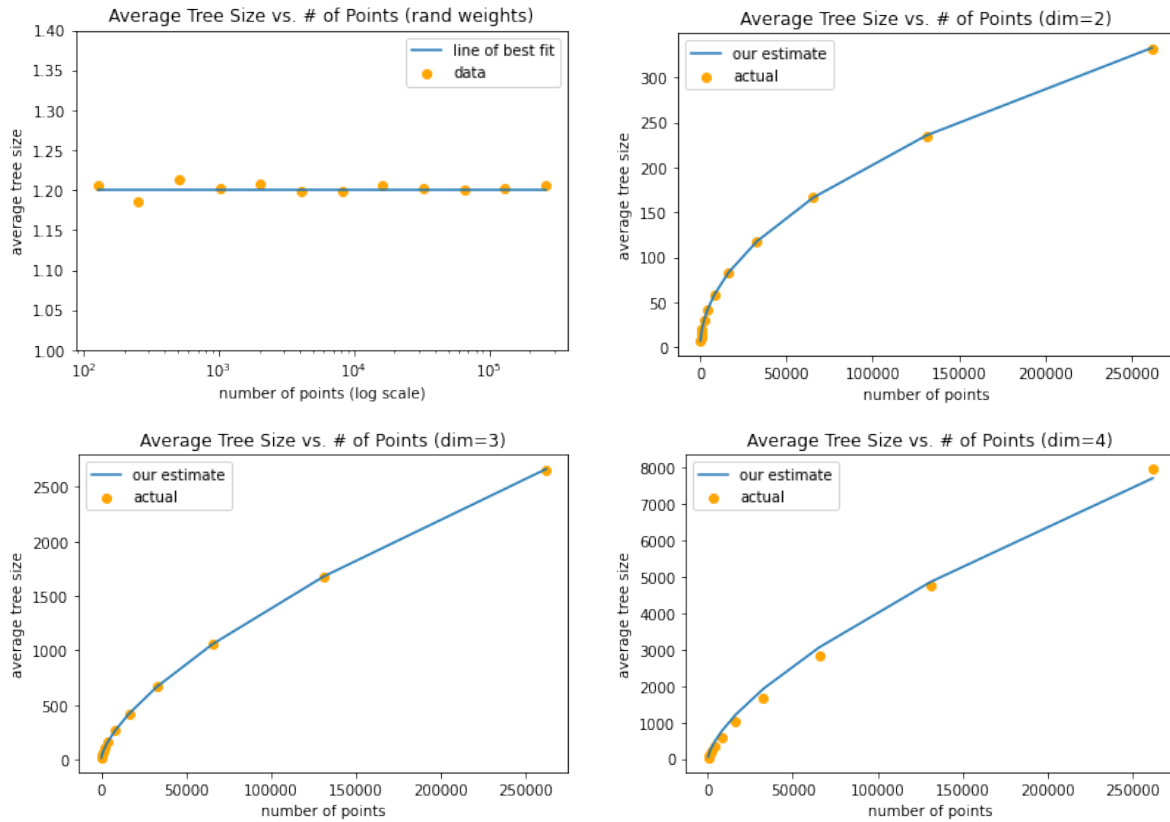 Average Tree Size vs. # of Points (rand weights)
1.40
1.35
1.30
1.25
1.20
1.15
1.10
1.05
1.00
average tree size
line of best fit
data
10²
10³
10⁴
10⁵
number of points (log scale)
Average Tree Size vs. # of Points (dim=2)
300
250
200
150
100
50
0
average tree size
our estimate
actual
0
50000
100000
150000
200000
250000
number of points
Average Tree Size vs. # of Points (dim=3)
2500
2000
1500
1000
500
0
average tree size
our estimate
actual
0
50000
100000
150000
200000
250000
number of points
Average Tree Size vs. # of Points (dim=4)
8000
7000
6000
5000
4000
3000
2000
1000
0
average tree size
our estimate
actual
0
50000
100000
150000
200000
250000
number of points